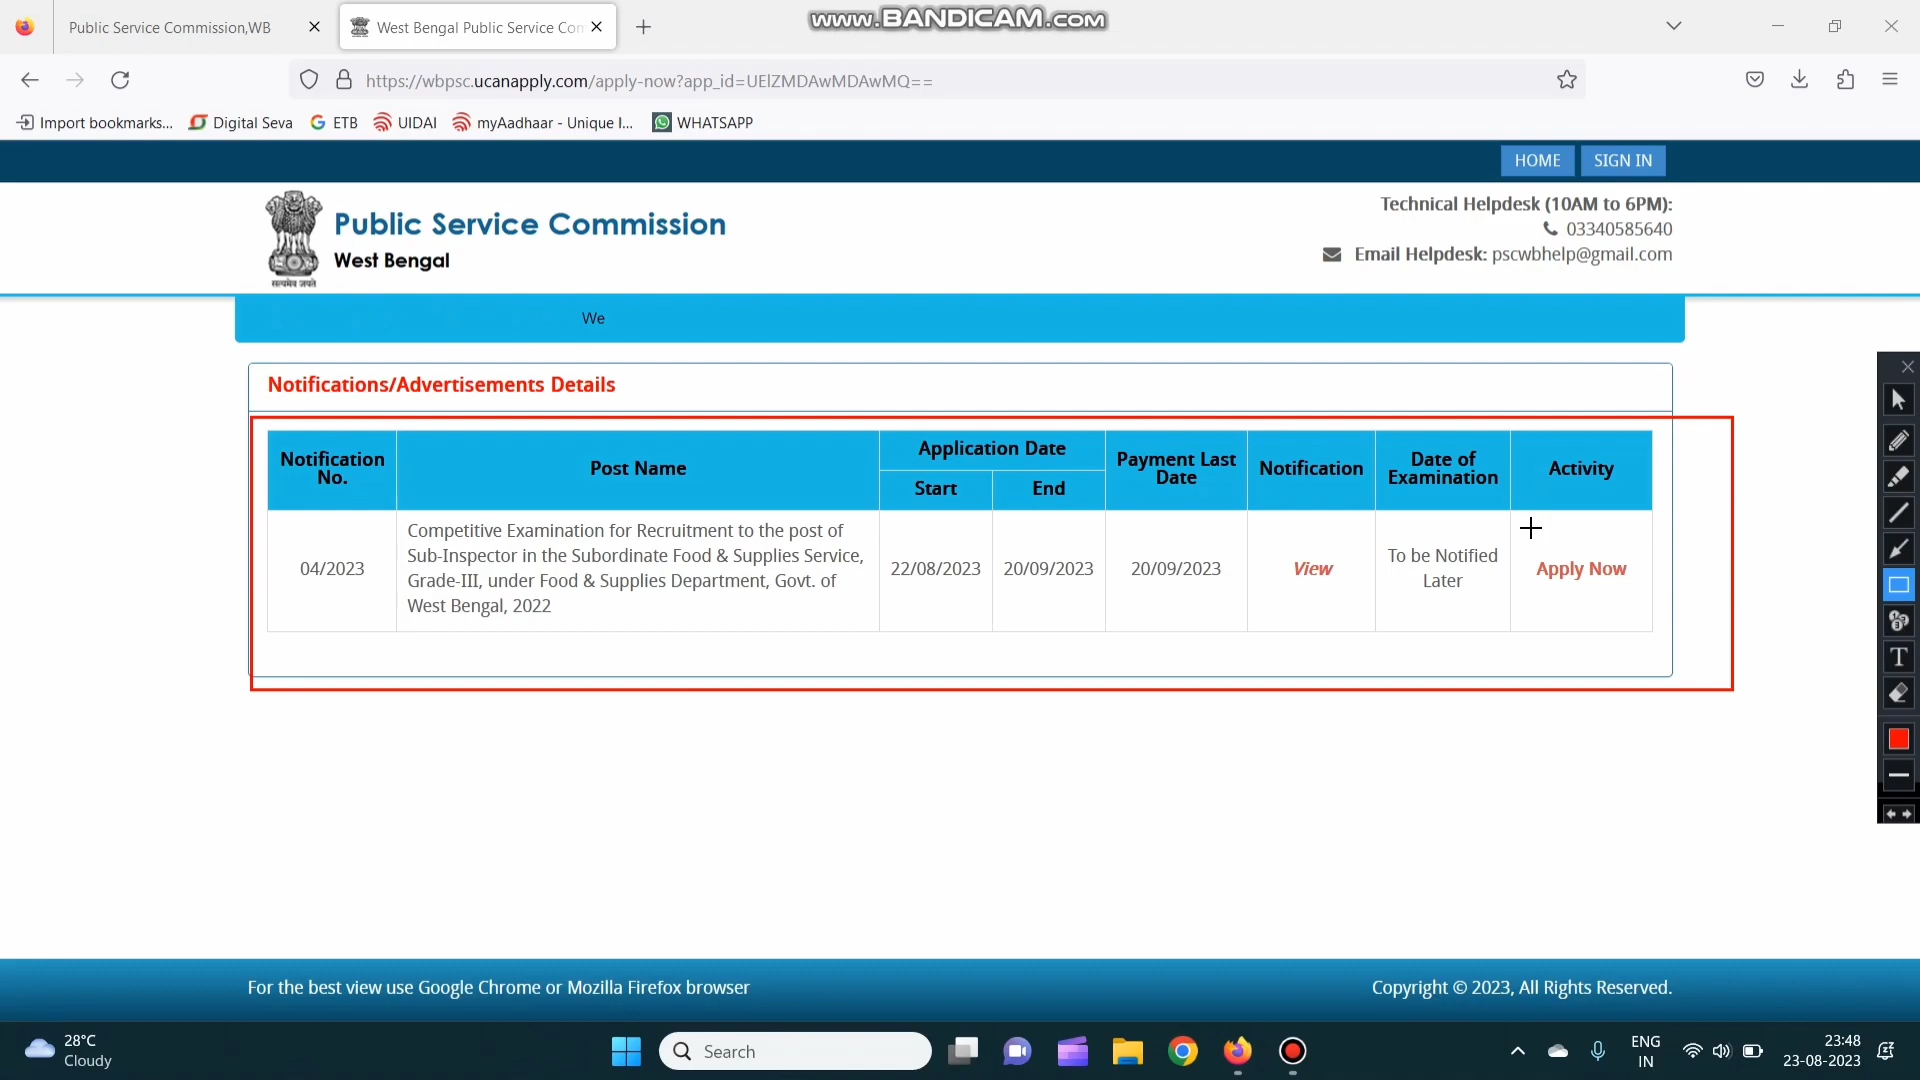 Public Service Commission,WB
West Bengal Public Service Com
www.BANDICAM.com
https://wbpsc.ucanapply.com/apply-now?app_id=UElZMDAwMDAwMQ==
Import bookmarks...
Digital Seva
ETB
UIDAI
myAadhaar - Unique I...
WHATSAPP
HOME
SIGN IN
Public Service Commission
West Bengal
सत्यमेव जयते
Technical Helpdesk (10AM to 6PM):
03340585640
Email Helpdesk: pscwbhelp@gmail.com
We
Notifications/Advertisements Details
Notification
No.
Post Name
Application Date
Start
End
Payment Last
Date
Notification
Date of
Examination
Activity
04/2023
Competitive Examination for Recruitment to the post of
Sub-Inspector in the Subordinate Food & Supplies Service,
Grade-III, under Food & Supplies Department, Govt. of
West Bengal, 2022
22/08/2023
20/09/2023
20/09/2023
View
To be Notified
Later
Apply Now
T
For the best view use Google Chrome or Mozilla Firefox browser
Copyright © 2023, All Rights Reserved.
28°C
Cloudy
Search
ENG
IN
23:48
23-08-2023